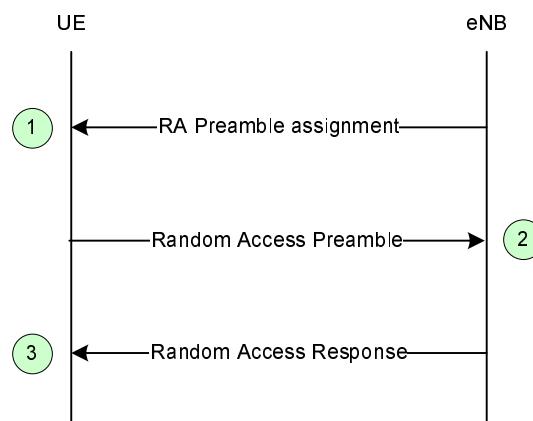 UE
eNB
1
RA Preamble assignment
Random Access Preamble
2
3
Random Access Response